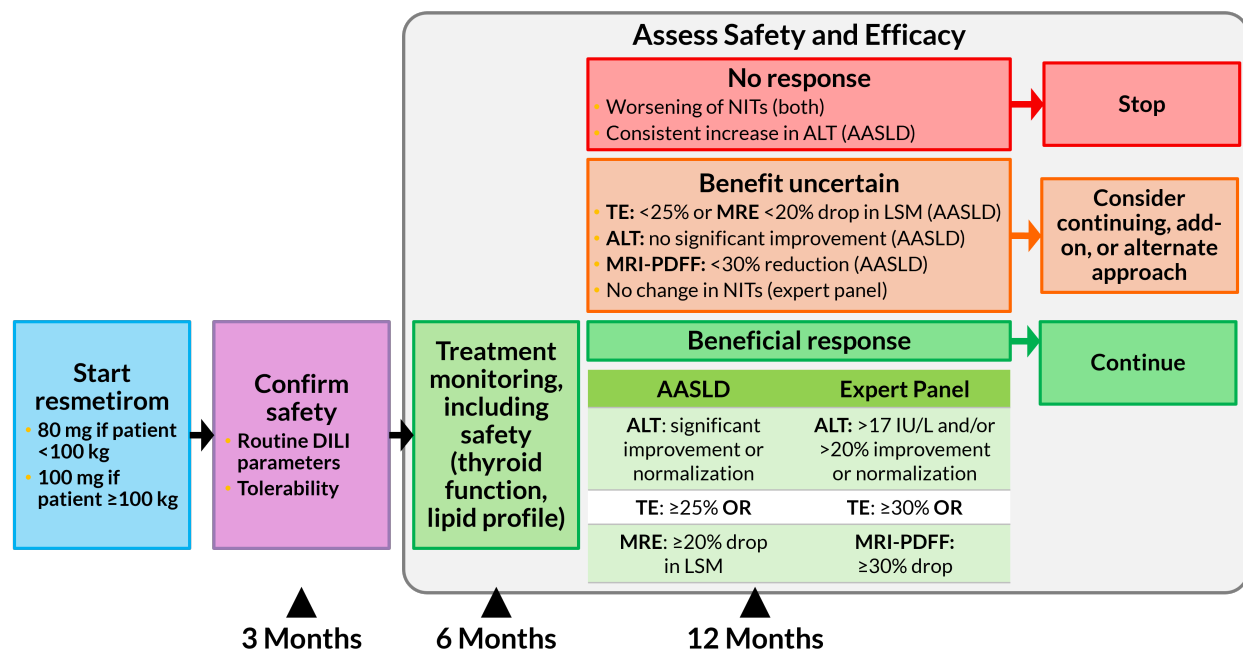 Assess Safety and Efficacy
No response
• Worsening of NITs (both)
• Consistent increase in ALT (AASLD)
Stop
Benefit uncertain
• TE: <25% or MRE <20% drop in LSM (AASLD)
• ALT: no significant improvement (AASLD)
• MRI-PDFF: <30% reduction (AASLD)
• No change in NITs (expert panel)
Consider
continuing, add-
on, or alternate
approach
Start
resmetirom
• 80 mg if patient
<100 kg
• 100 mg if
patient ≥100 kg
Confirm
safety
• Routine DILI
parameters
• Tolerability
Treatment
monitoring,
including
safety
(thyroid
function,
lipid profile)
Beneficial response
Continue
AASLD
Expert Panel
ALT: significant
improvement or
normalization
ALT: >17 IU/L and/or
>20% improvement
or normalization
TE: ≥25% OR
TE: ≥30% OR
MRE: ≥20% drop
in LSM
MRI-PDFF:
≥30% drop
3 Months
6 Months
12 Months